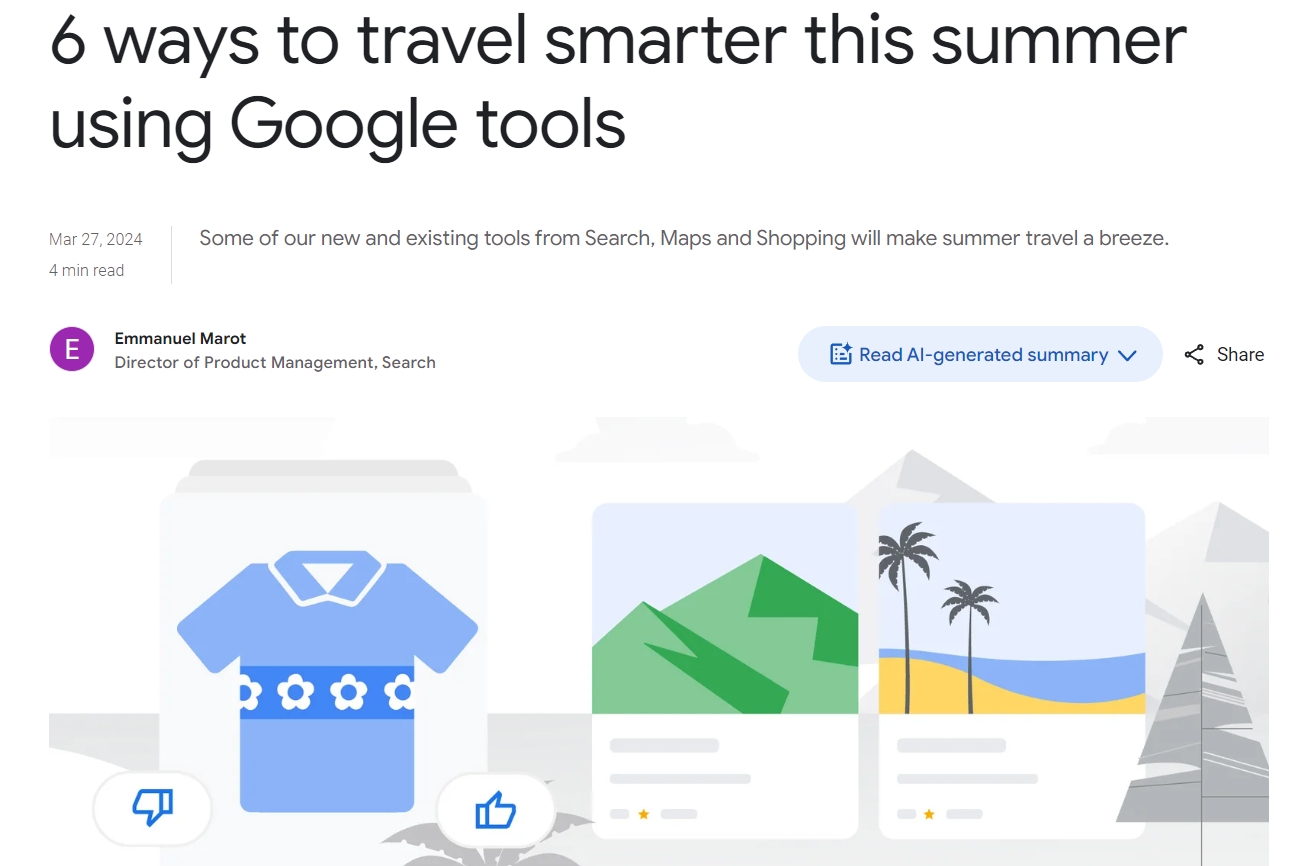 6 ways to travel smarter this summer
using Google tools
Mar 27, 2024
4 min read
Some of our new and existing tools from Search, Maps and Shopping will make summer travel a breeze.
E
Emmanuel Marot
Director of Product Management, Search
Read AI-generated summary
Share